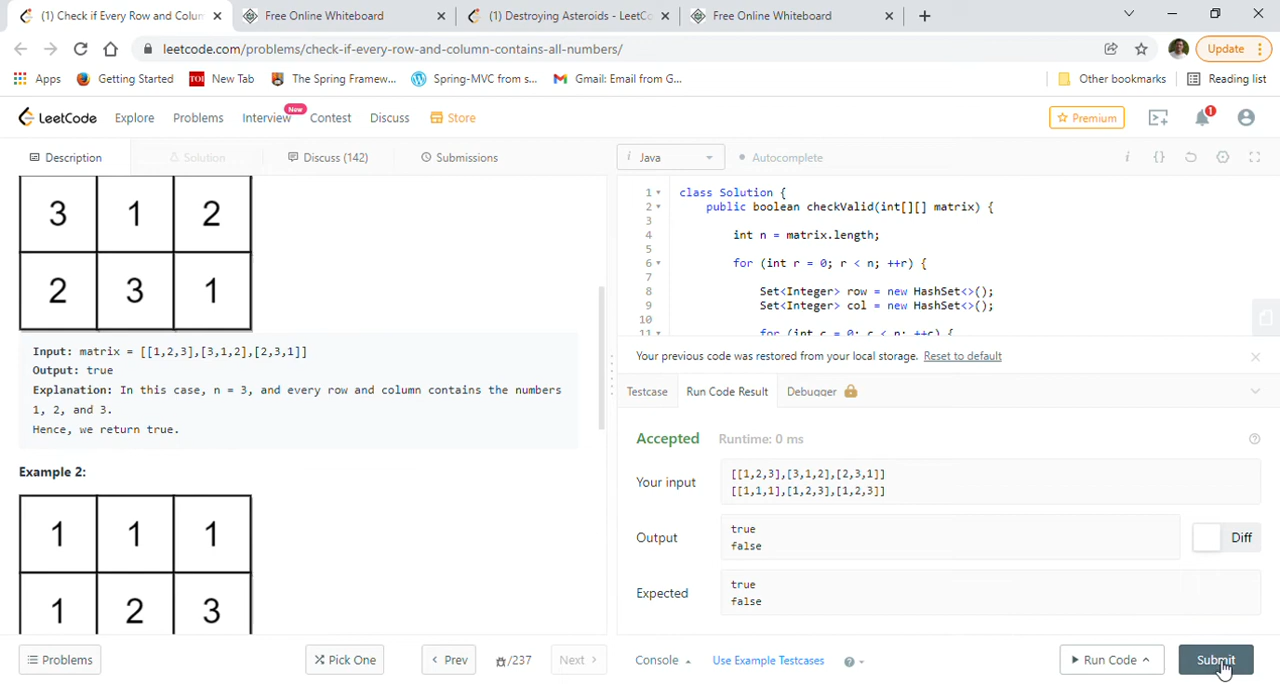 (1) Check if Every Row and Colum
Free Online Whiteboard
(1) Destroying Asteroids - LeetCo
Free Online Whiteboard
leetcode.com/problems/check-if-every-row-and-column-contains-all-numbers/
Update
Apps
Getting Started
New Tab
The Spring Framew...
Spring-MVC from s...
Gmail: Email from G...
Other bookmarks
Reading list
LeetCode
Explore
Problems
Interview
New
Contest
Discuss
Store
Premium
1
Description
Solution
Discuss (142)
Submissions
3 1 2
2 3 1
Input: matrix = [[1,2,3],[3,1,2],[2,3,1]]
Output: true
Explanation: In this case, n = 3, and every row and column contains the numbers
1, 2, and 3.
Hence, we return true.
Example 2:
1 1 1
1 2 3
Problems
Pick One
Prev
/237
Next
i Java
Autocomplete
1 class Solution {
2 public boolean checkValid(int[][] matrix) {
3
4 int n = matrix.length;
5
6 for (int r = 0; r < n; ++r) {
7
8 Set<Integer> row = new HashSet<>();
9 Set<Integer> col = new HashSet<>();
10
11 for (int c = 0; c < n; ++c) {
Your previous code was restored from your local storage. Reset to default
Testcase
Run Code Result
Debugger
Accepted
Runtime: 0 ms
Your input
[[1,2,3],[3,1,2],[2,3,1]]
[[1,1,1],[1,2,3],[1,2,3]]
Output
true
false
Diff
Expected
true
false
Console
Use Example Testcases
Run Code
Submit